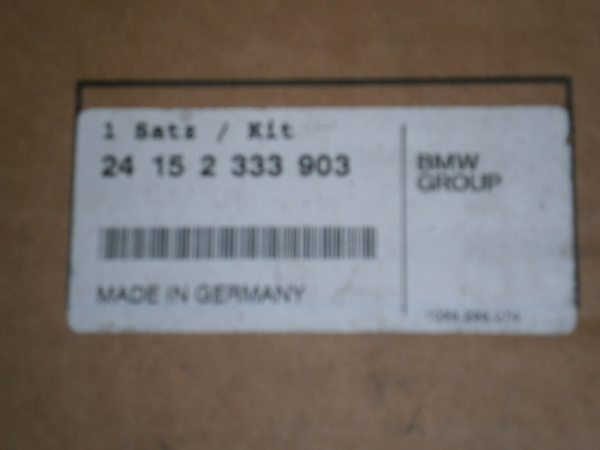 1 Satz / Kit
24 15 2 333 903
BMW
GROUP
MADE IN GERMANY